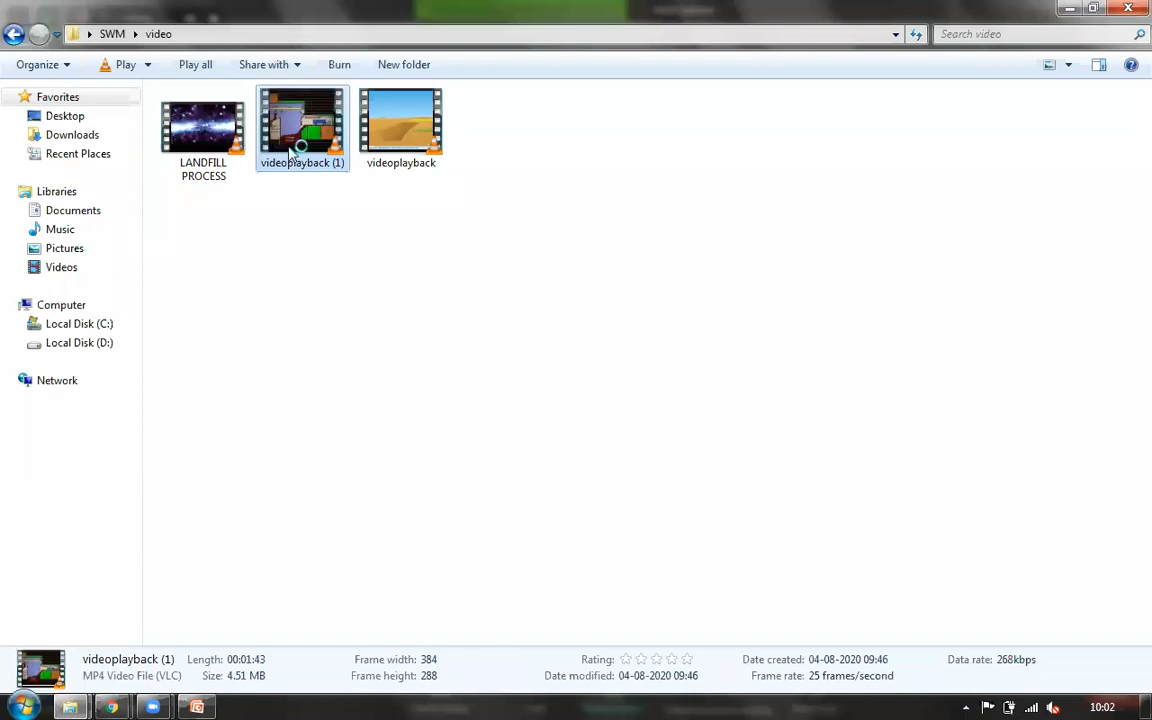 SWM video
Search video
Organize Play Play all Share with Burn New folder
Favorites
Desktop
Downloads
Recent Places
Libraries
Documents
Music
Pictures
Videos
Computer
Local Disk (C:)
Local Disk (D:)
Network
LANDFILL
PROCESS
videoplayback (1)
videoplayback
videoplayback (1) Length: 00:01:43 Frame width: 384 Rating: Date created: 04-08-2020 09:46 Data rate: 268kbps
MP4 Video File (VLC) Size: 4.51 MB Frame height: 288 Date modified: 04-08-2020 09:46 Frame rate: 25 frames/second
10:02